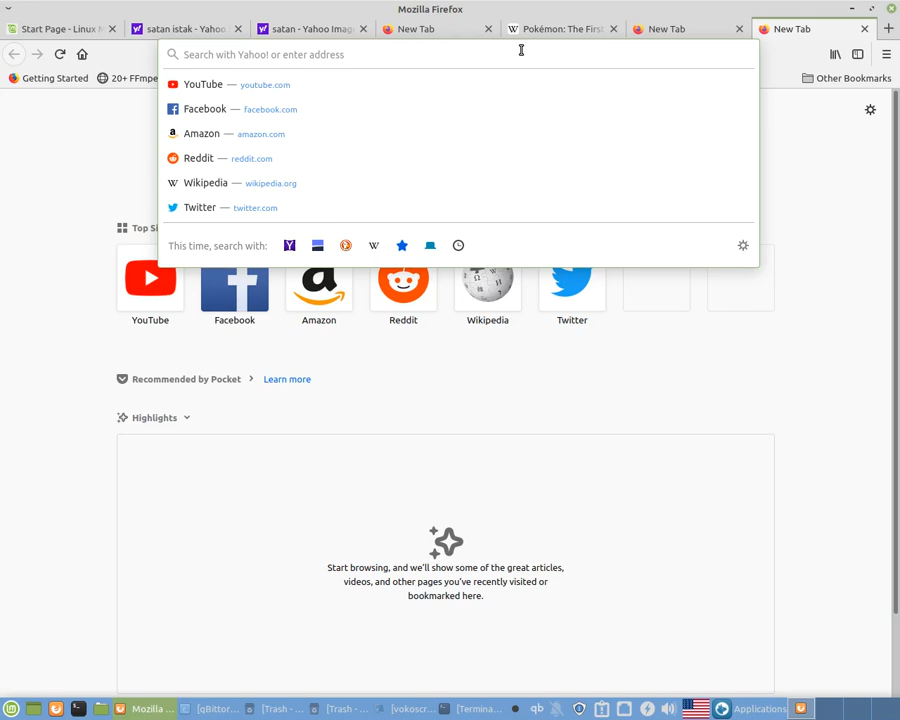 Mozilla Firefox
Start Page - Linux M
satan istak - Yahoo
satan - Yahoo Imag
New Tab
Pokémon: The First
New Tab
New Tab
Search with Yahoo! or enter address
Getting Started
20+ FFmpe
Other Bookmarks
YouTube — youtube.com
Facebook — facebook.com
Amazon — amazon.com
Reddit — reddit.com
Wikipedia — wikipedia.org
Twitter — twitter.com
This time, search with:
Top Si
YouTube
Facebook
Amazon
Reddit
Wikipedia
Twitter
Recommended by Pocket
Learn more
Highlights
Start browsing, and we'll show some of the great articles,
videos, and other pages you've recently visited or
bookmarked here.
Mozilla ...
[qBittor...
[Trash - ...
[Trash - ...
[vokoscr...
[Termina...
qb
Applications